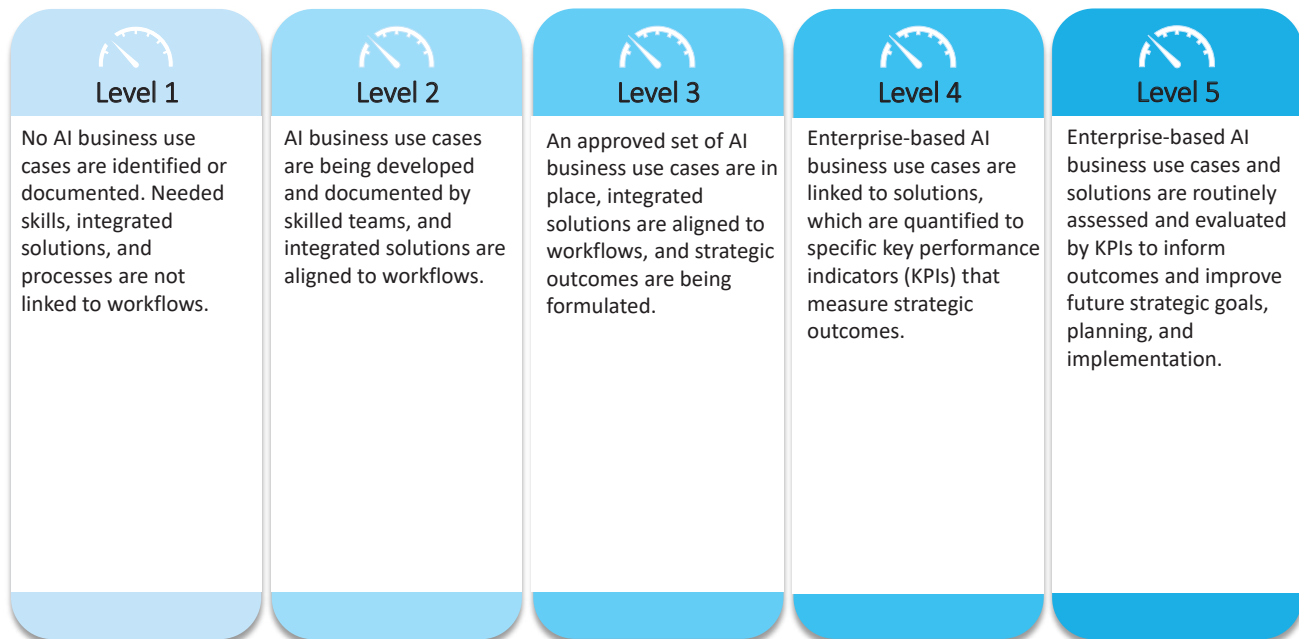 Level 1
No AI business use
cases are identified or
documented. Needed
skills, integrated
solutions, and
processes are not
linked to workflows.
Level 2
AI business use cases
are being developed
and documented by
skilled teams, and
integrated solutions are
aligned to workflows.
Level 3
An approved set of AI
business use cases are in
place, integrated
solutions are aligned to
workflows, and strategic
outcomes are being
formulated.
Level 4
Enterprise-based AI
business use cases are
linked to solutions,
which are quantified to
specific key performance
indicators (KPIs) that
measure strategic
outcomes.
Level 5
Enterprise-based AI
business use cases and
solutions are routinely
assessed and evaluated
by KPIs to inform
outcomes and improve
future strategic goals,
planning, and
implementation.